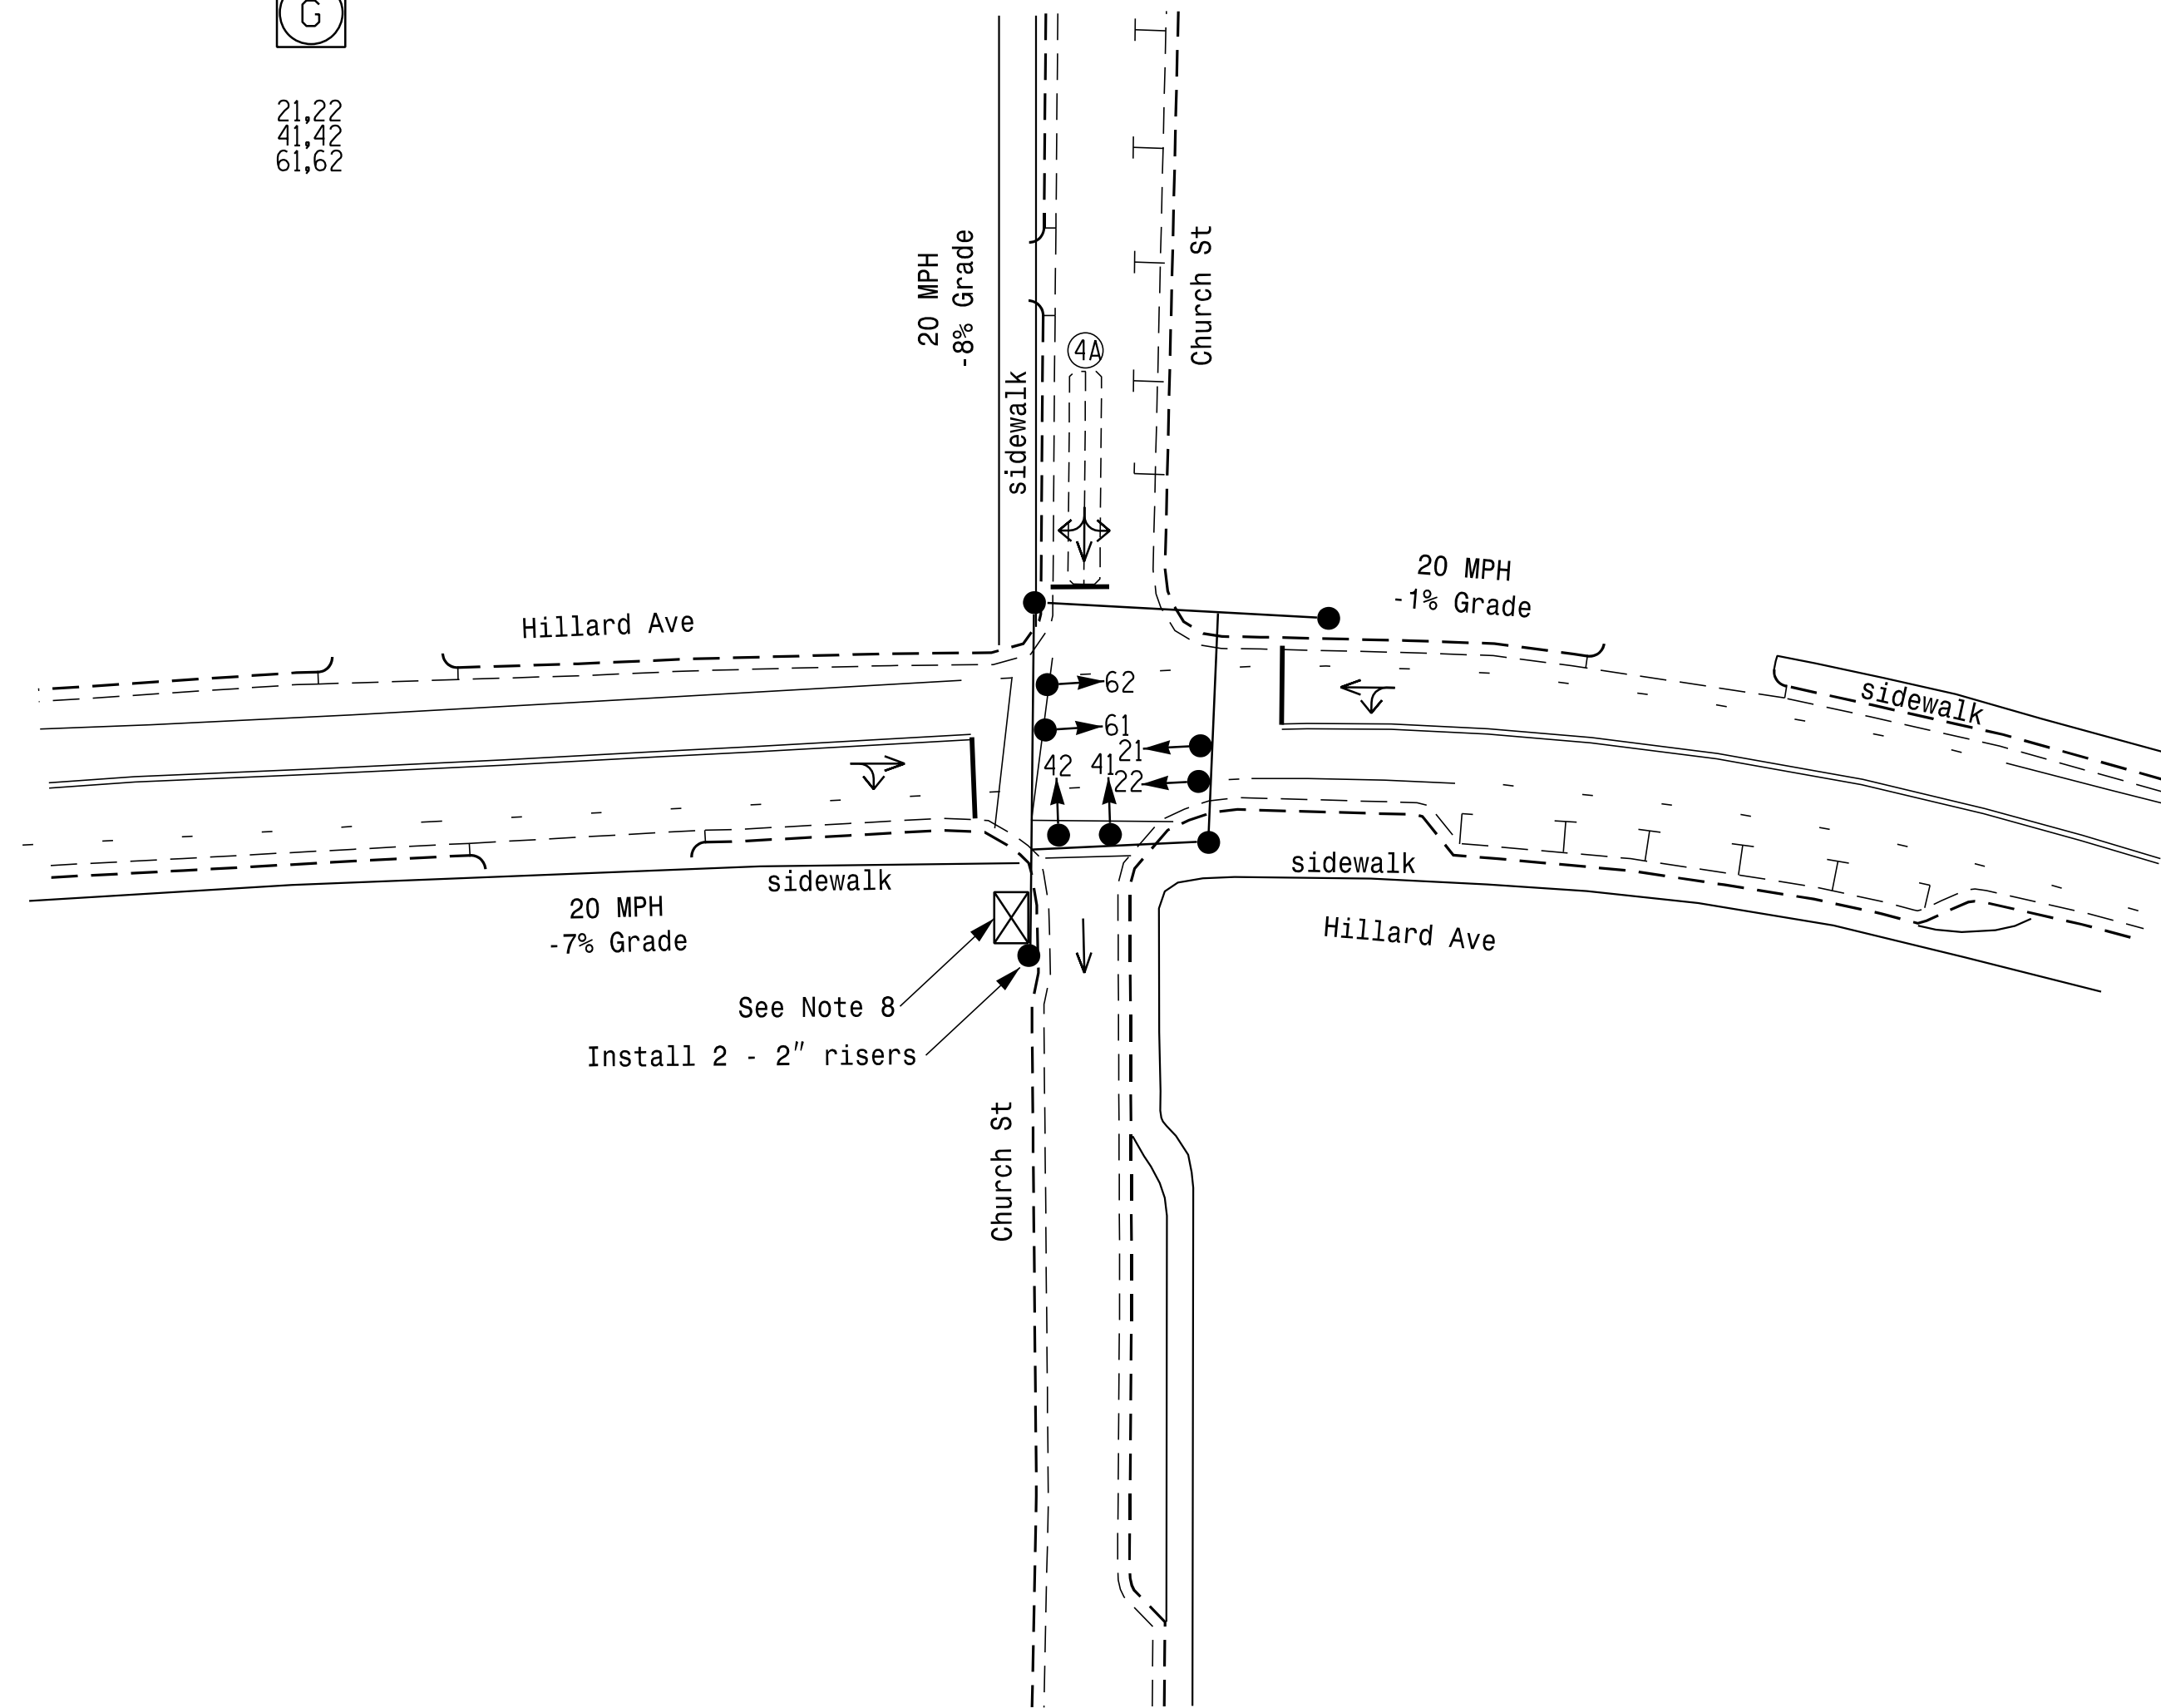 G
21,22
41,42
61,62
20 MPH
-8% Grade
Church St
4A
sidewalk
20 MPH
-1% Grade
Hillard Ave
sidewalk
62
61
21
42
41
22
sidewalk
sidewalk
20 MPH
-7% Grade
Hillard Ave
See Note 8
Install 2 - 2" risers
Church St